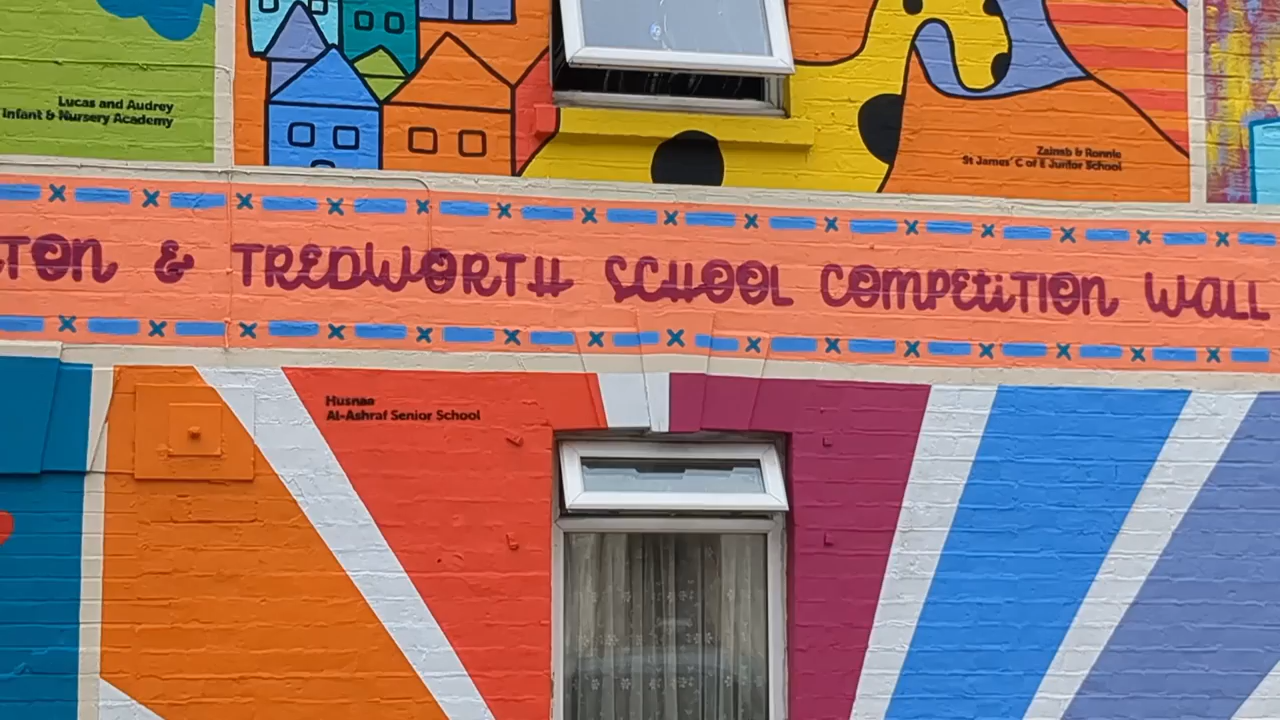 Lucas and Audrey
Infant & Nursery Academy
Zainab & Ronnie
St James' C of E Junior School
TON & TREDWORTH SCHOOL COMPETITION WALL
Husnaa
Al-Ashraf Senior School